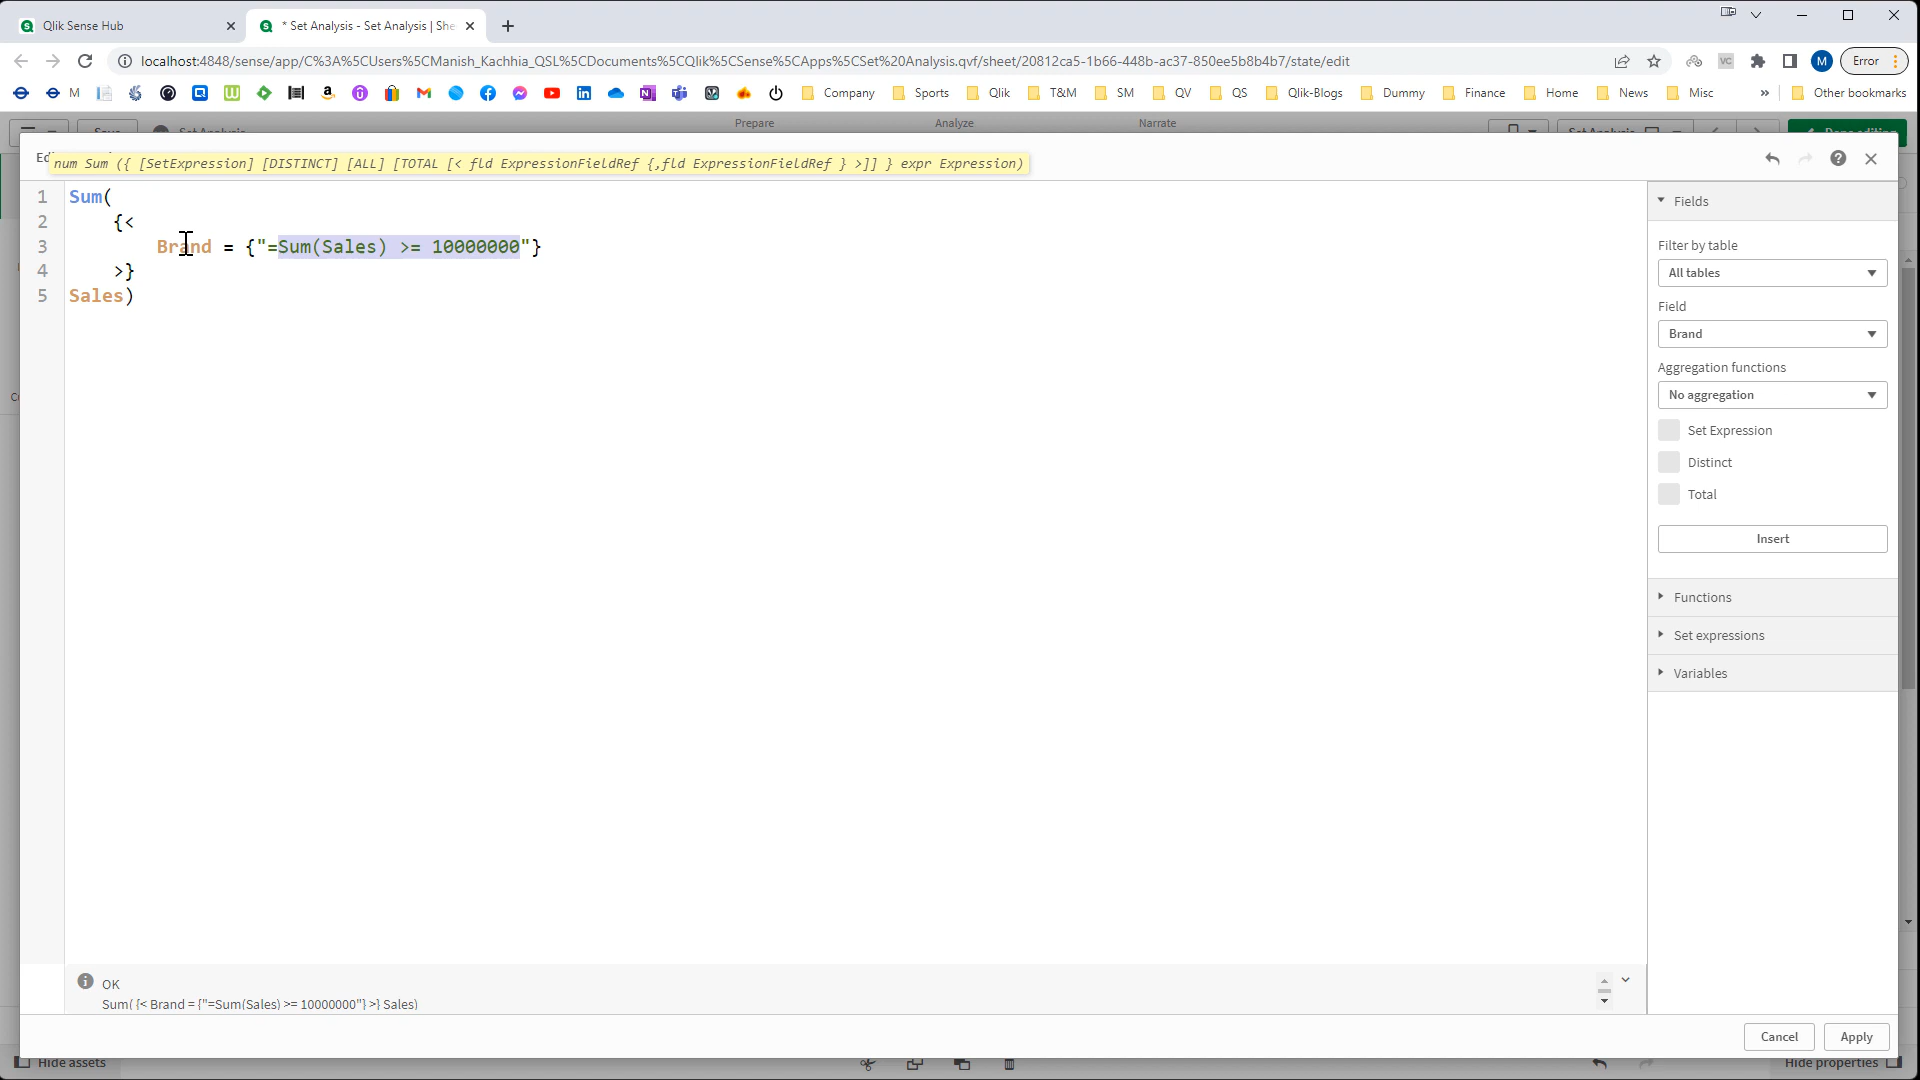 Qlik Sense Hub
* Set Analysis - Set Analysis | She
localhost:4848/sense/app/C%3A%5CUsers%5CManish_Kachhia_QSL%5CDocuments%5CQlik%5CSense%5CApps%5CSet%20Analysis.qvf/sheet/20812ca5-1b66-448b-ac37-850ee5b8b4b7/state/edit
VC M Error
M Company Sports Qlik T&M SM QV QS Qlik-Blogs Dummy Finance Home News Misc » Other bookmarks
Prepare Analyze Narrate
Set Analysis
num Sum ({ [SetExpression] [DISTINCT] [ALL] [TOTAL [< fld ExpressionFieldRef {,fld ExpressionFieldRef } >]] } expr Expression)
1 Sum(
2 {<
3 Brand = {"=Sum(Sales) >= 10000000"}
4 >}
5 Sales)
Fields
Filter by table
All tables
Field
Brand
Aggregation functions
No aggregation
Set Expression
Distinct
Total
Insert
Functions
Set expressions
Variables
OK
Sum( {< Brand = {"=Sum(Sales) >= 10000000"} >} Sales)
Cancel Apply
Hide assets Hide properties